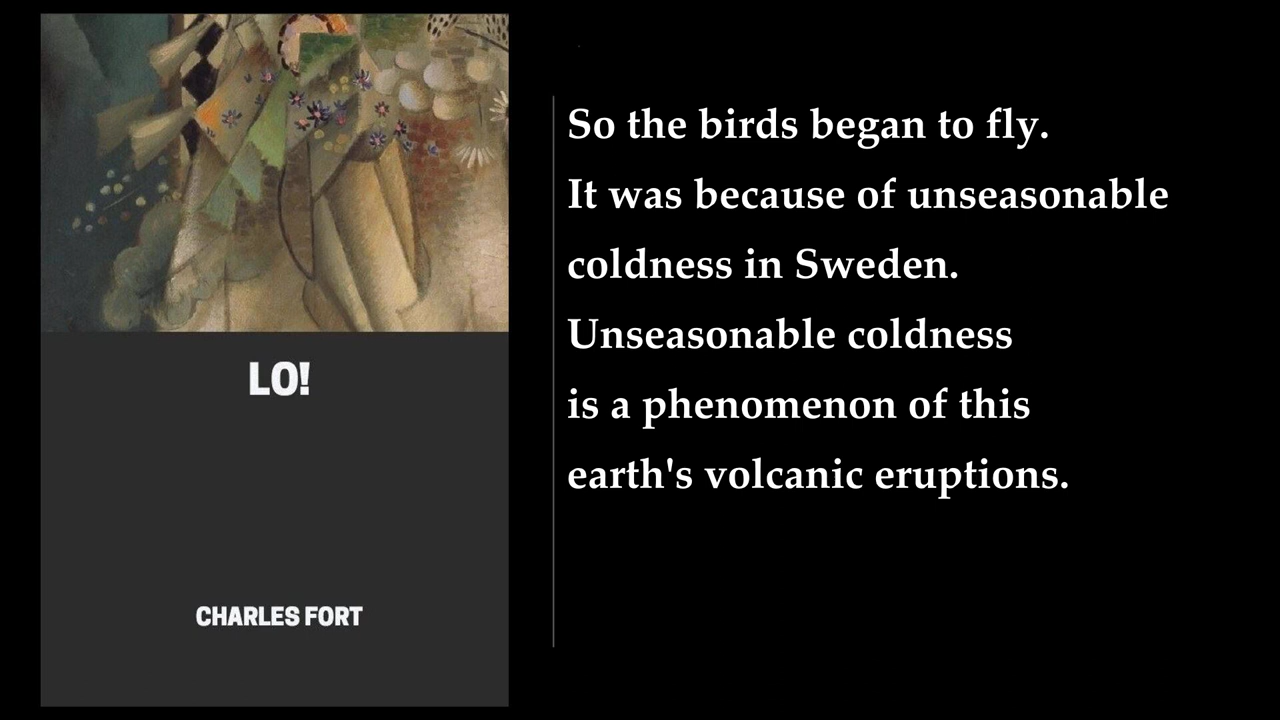 LO!
CHARLES FORT
So the birds began to fly.
It was because of unseasonable
coldness in Sweden.
Unseasonable coldness
is a phenomenon of this
earth's volcanic eruptions.